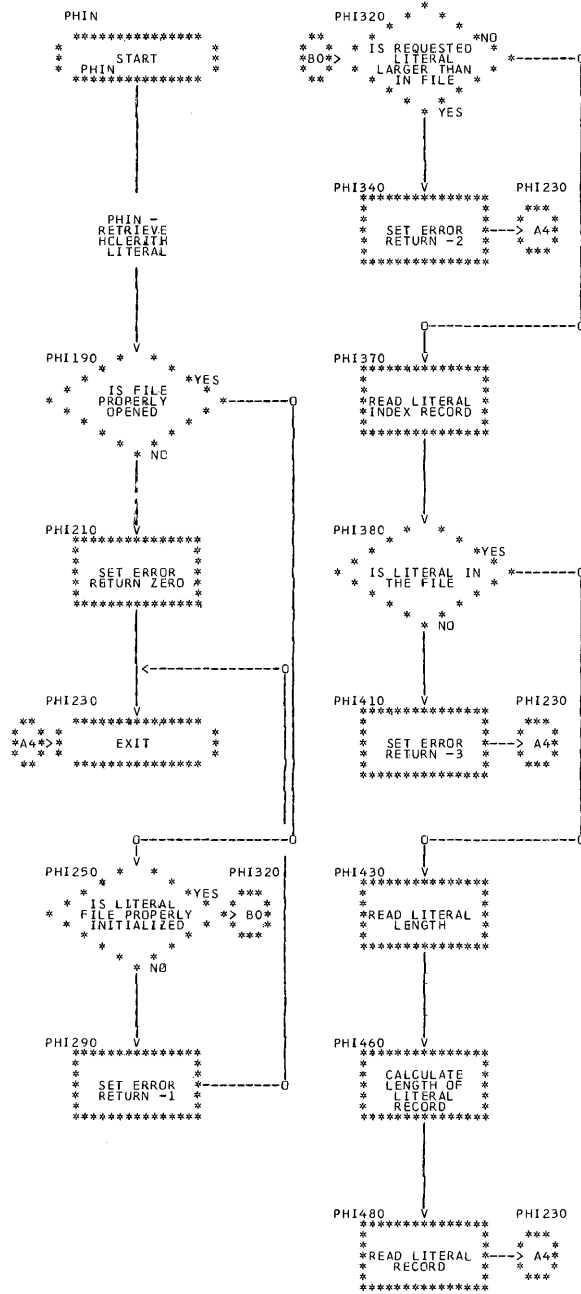 PHIN
START
PHIN
PHIN -
RETRIEVE
HCLERITH
LITERAL
PHI190
IS FILE
PROPERLY
OPENED
YES
NO
PHI210
SET ERROR
RETURN ZERO
PHI230
A4
EXIT
PHI250
IS LITERAL
FILE PROPERLY
INITIALIZED
YES
PHI320
B0
NO
PHI290
SET ERROR
RETURN -1
PHI320
B0
IS REQUESTED
LITERAL
LARGER THAN
IN FILE
NO
YES
PHI340
SET ERROR
RETURN -2
PHI230
A4
PHI370
READ LITERAL
INDEX RECORD
PHI380
IS LITERAL IN
THE FILE
YES
NO
PHI410
SET ERROR
RETURN -3
PHI230
A4
PHI430
READ LITERAL
LENGTH
PHI460
CALCULATE
LENGTH OF
LITERAL
RECORD
PHI480
READ LITERAL
RECORD
PHI230
A4